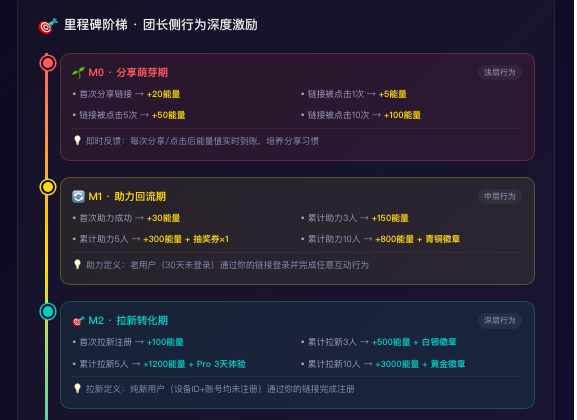 里程碑阶梯 · 团长侧行为深度激励
M0 · 分享萌芽期 浅层行为
• 首次分享链接 → +20能量 • 链接被点击1次 → +5能量
• 链接被点击5次 → +50能量 • 链接被点击10次 → +100能量
即时反馈：每次分享/点击后能量值实时到账，培养分享习惯
M1 · 助力回流期 中层行为
• 首次助力成功 → +30能量 • 累计助力3人 → +150能量
• 累计助力5人 → +300能量 + 抽奖券×1 • 累计助力10人 → +800能量 + 青铜徽章
助力定义：老用户（30天未登录）通过你的链接登录并完成任意互动行为
M2 · 拉新转化期 深层行为
• 首次拉新注册 → +100能量 • 累计拉新3人 → +500能量 + 白银徽章
• 累计拉新5人 → +1200能量 + Pro 3天体验 • 累计拉新10人 → +3000能量 + 黄金徽章
拉新定义：纯新用户（设备ID+账号均未注册）通过你的链接完成注册